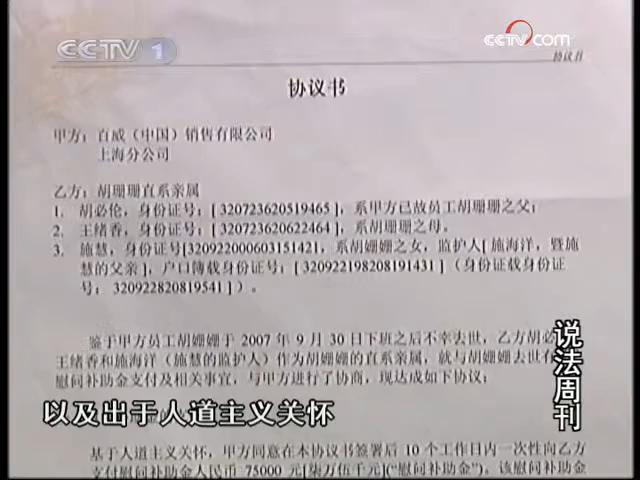 CCTV 1
CCTV.com
协议书
协议书
甲方：百威（中国）销售有限公司
上海分公司
乙方：胡珊珊直系亲属
1. 胡必伦，身份证号：[ 320723620519465 ]，系甲方已故员工胡珊珊之父；
2. 王绪香，身份证号：[ 320723620622464 ]，系胡珊珊之母。
3. 施慧，身份证号[320922000603151421，系胡姗姗之女，监护人[ 施海洋，暨施
慧的父亲 ]，户口簿载身份证号：[ 320922198208191431 ]（身份证载身份证
号： 320922820819541 ]）。
鉴于甲方员工胡姗姗于 2007 年 9 月 30 日下班之后不幸去世，乙方胡必
王绪香和施海洋（施慧的监护人）作为胡姗姗的直系亲属，就与胡姗姗去世有
慰问补助金支付及相关事宜，与甲方进行了协商，现达成如下协议：
说法周刊
以及出于人道主义关怀
基于人道主义关怀，甲方同意在本协议书签署后 10 个工作日内一次性向乙方
支付慰问补助金人民币 75000 元[柒万伍千元]("慰问补助金")。该慰问补助金